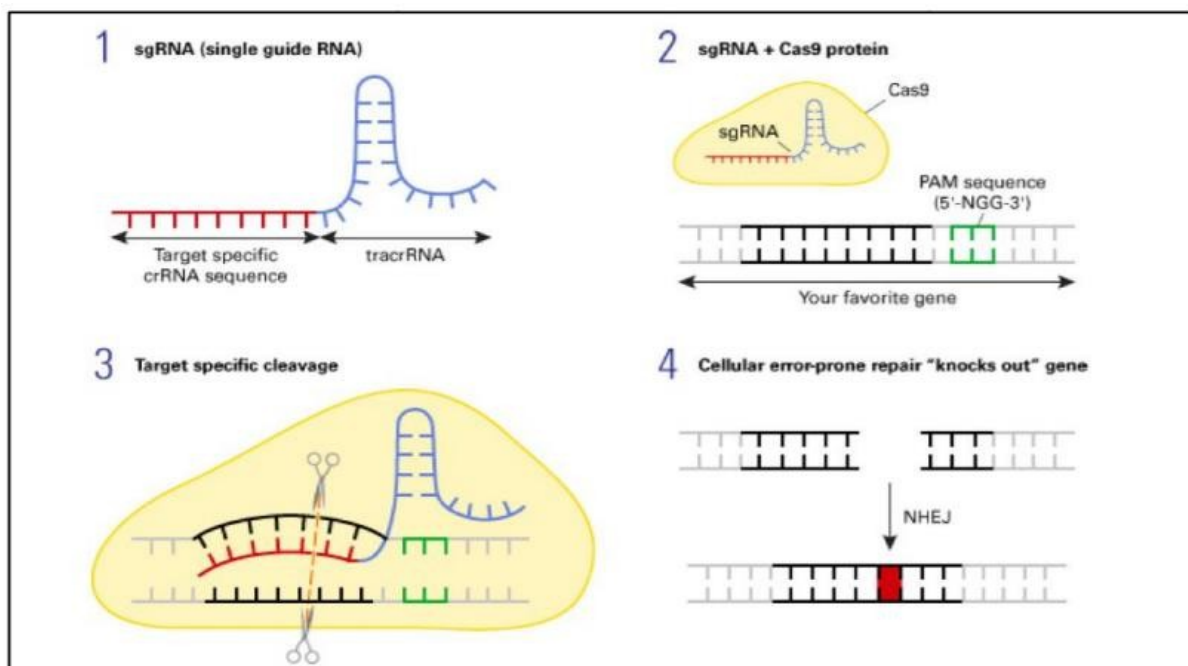 1 sgRNA (single guide RNA)
Target specific
crRNA sequence
tracrRNA
2 sgRNA + Cas9 protein
Cas9
sgRNA
PAM sequence
(5'-NGG-3')
Your favorite gene
3 Target specific cleavage
4 Cellular error-prone repair "knocks out" gene
NHEJ